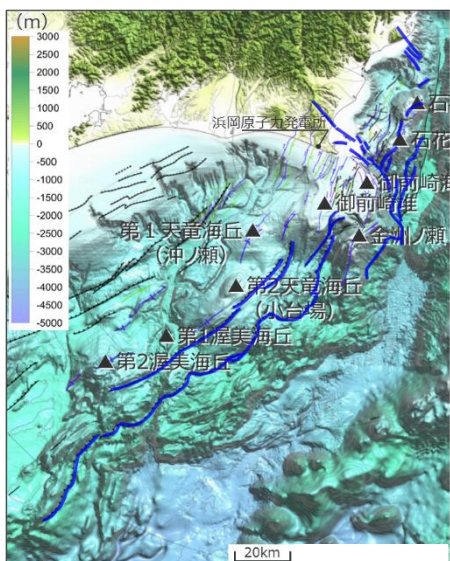 (m)
3000
2500
2000
1500
1000
500
0
-500
-1000
-1500
-2000
-2500
-3000
-3500
-4000
-4500
-5000
浜岡原子力発電所
石
石花
御前崎海
御前崎堆
金洲ノ瀬
第1天竜海丘
(沖ノ瀬)
第2天竜海丘
(小台場)
第1渥美海丘
第2渥美海丘
20km